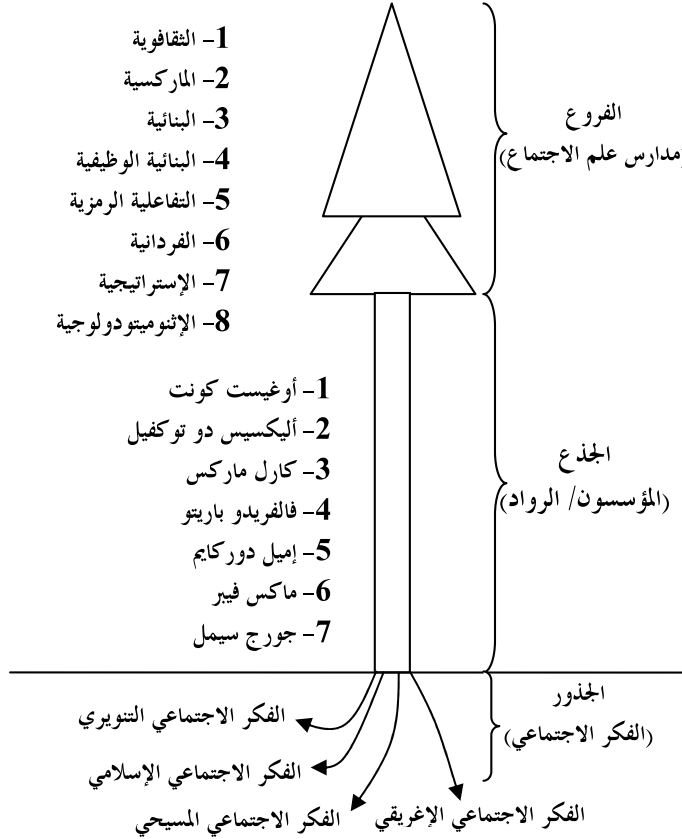 1- الثقافوية
2- الماركسية
3- البنائية
4- البنائية الوظيفية
5- التفاعلية الرمزية
6- الفردانية
7- الإستراتيجية
8- الإثنوميتودولوجية
الفروع
(مدارس علم الاجتماع)
1- أوغيست كونت
2- أليكسيس دو توكفيل
3- كارل ماركس
4- فالفريدو باريتو
5- إميل دوركايم
6- ماكس فيبر
7- جورج سيمل
الجذع
(المؤسسون/ الرواد)
الجذور
(الفكر الاجتماعي)
الفكر الاجتماعي التنويري
الفكر الاجتماعي الإسلامي
الفكر الاجتماعي الإغريقي
الفكر الاجتماعي المسيحي